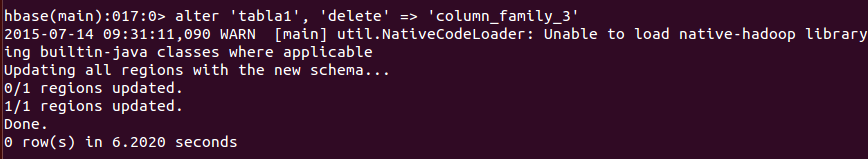 hbase(main):017:0> alter 'tabla1', 'delete' => 'column_family_3'
2015-07-14 09:31:11,090 WARN  [main] util.NativeCodeLoader: Unable to load native-hadoop library
ing builtin-java classes where applicable
Updating all regions with the new schema...
0/1 regions updated.
1/1 regions updated.
Done.
0 row(s) in 6.2020 seconds